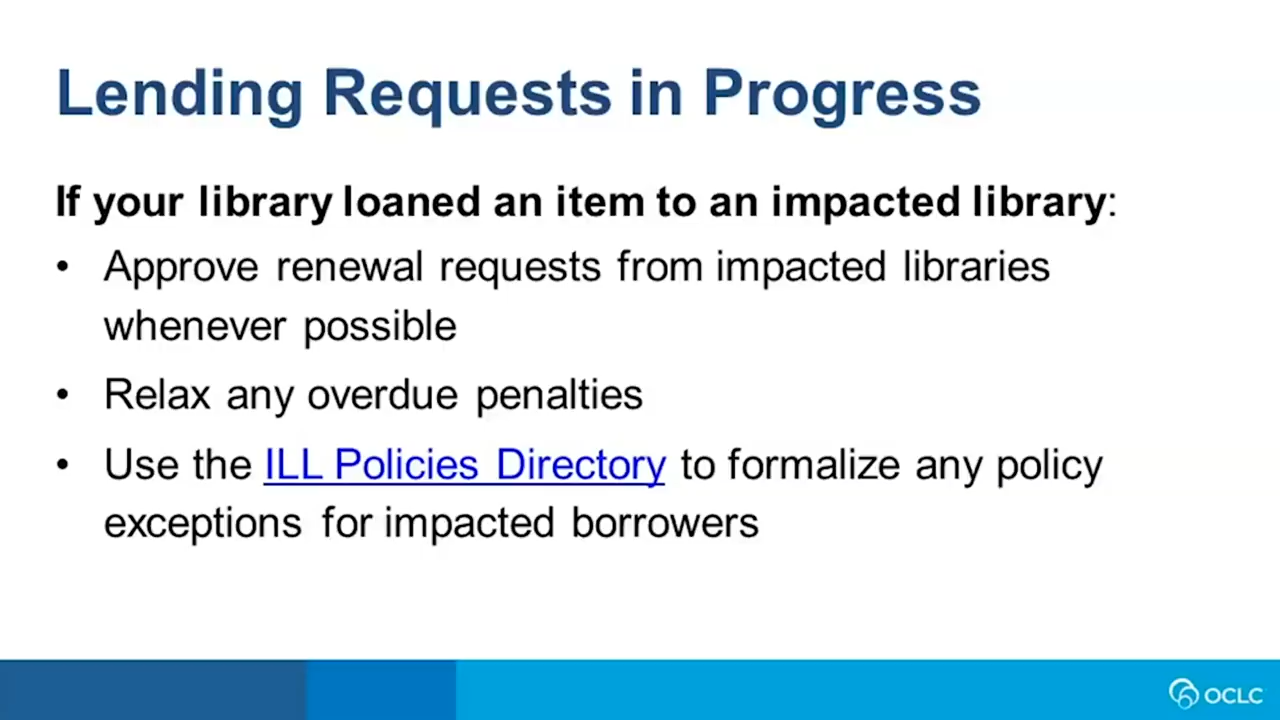 Lending Requests in Progress
If your library loaned an item to an impacted library:
• Approve renewal requests from impacted libraries
whenever possible
• Relax any overdue penalties
• Use the ILL Policies Directory to formalize any policy
exceptions for impacted borrowers
OCLC